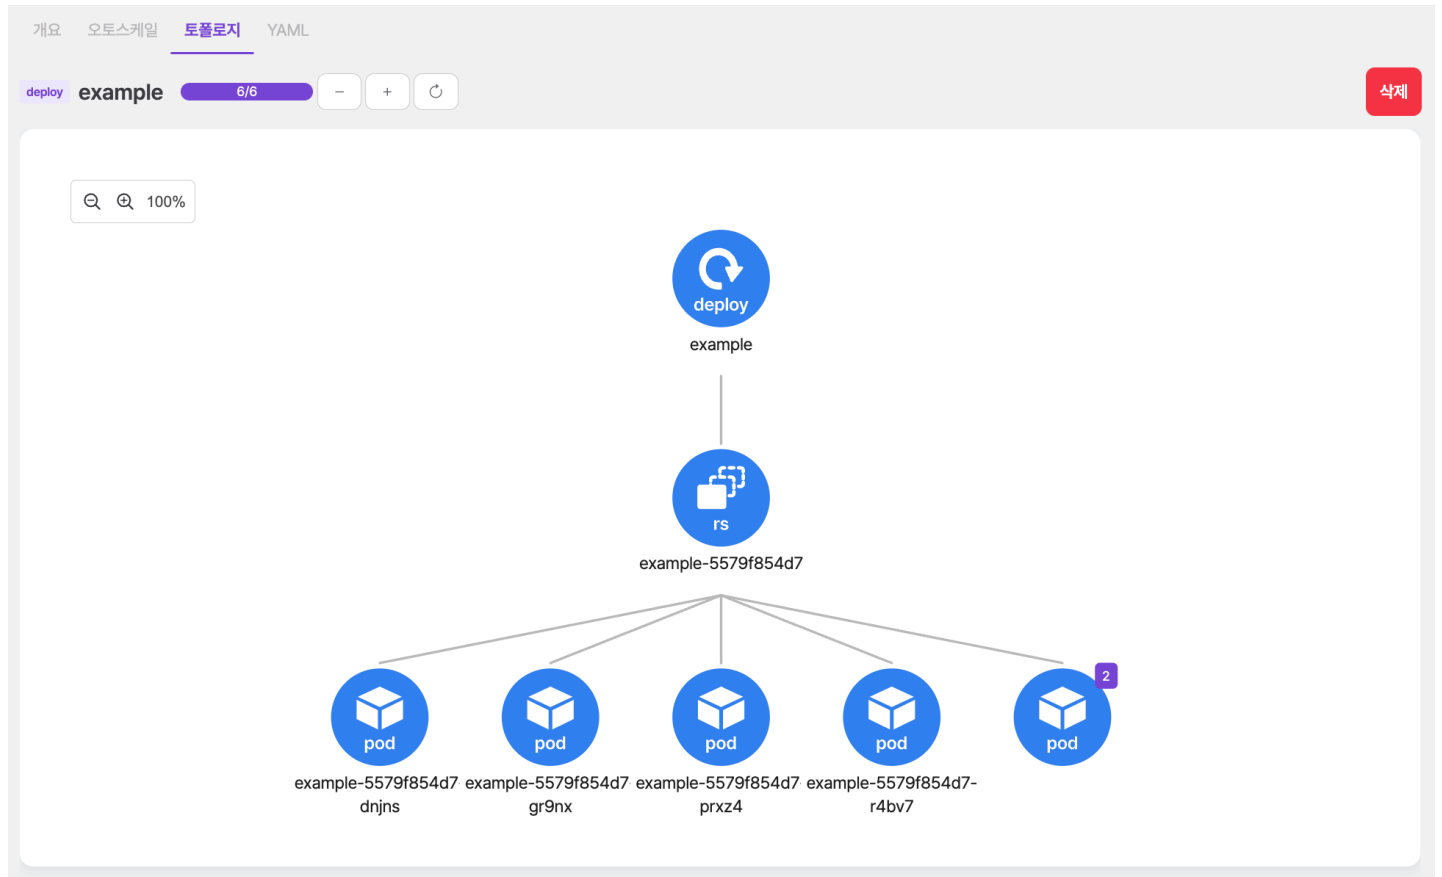 개요 오토스케일 토폴로지 YAML
deploy example 6/6 − + 삭제
100%
deploy
example
rs
example-5579f854d7
2
pod pod pod pod pod
example-5579f854d7- example-5579f854d7- example-5579f854d7- example-5579f854d7-
dnjns gr9nx prxz4 r4bv7